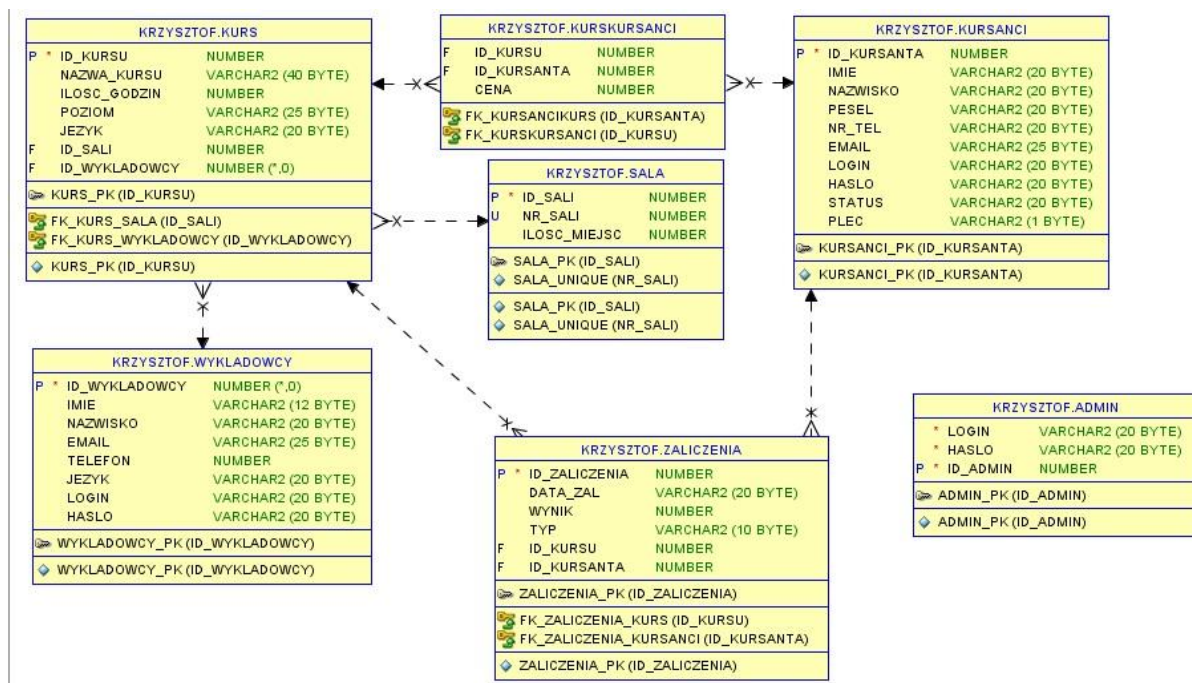 KRZYSZTOF.KURS
P * ID_KURSU NUMBER
NAZWA_KURSU VARCHAR2 (40 BYTE)
ILOSC_GODZIN NUMBER
POZIOM VARCHAR2 (25 BYTE)
JEZYK VARCHAR2 (20 BYTE)
F ID_SALI NUMBER
F ID_WYKLADOWCY NUMBER (*,0)
KURS_PK (ID_KURSU)
FK_KURS_SALA (ID_SALI)
FK_KURS_WYKLADOWCY (ID_WYKLADOWCY)
KURS_PK (ID_KURSU)
KRZYSZTOF.KURSKURSANCI
F ID_KURSU NUMBER
F ID_KURSANTA NUMBER
CENA NUMBER
FK_KURSANCIKURS (ID_KURSANTA)
FK_KURSKURSANCI (ID_KURSU)
KRZYSZTOF.KURSANCI
P * ID_KURSANTA NUMBER
IMIE VARCHAR2 (20 BYTE)
NAZWISKO VARCHAR2 (20 BYTE)
PESEL VARCHAR2 (20 BYTE)
NR_TEL VARCHAR2 (20 BYTE)
EMAIL VARCHAR2 (25 BYTE)
LOGIN VARCHAR2 (20 BYTE)
HASLO VARCHAR2 (20 BYTE)
STATUS VARCHAR2 (20 BYTE)
PLEC VARCHAR2 (1 BYTE)
KURSANCI_PK (ID_KURSANTA)
KURSANCI_PK (ID_KURSANTA)
KRZYSZTOF.SALA
P * ID_SALI NUMBER
U NR_SALI NUMBER
ILOSC_MIEJSC NUMBER
SALA_PK (ID_SALI)
SALA_UNIQUE (NR_SALI)
SALA_PK (ID_SALI)
SALA_UNIQUE (NR_SALI)
KRZYSZTOF.WYKLADOWCY
P * ID_WYKLADOWCY NUMBER (*,0)
IMIE VARCHAR2 (12 BYTE)
NAZWISKO VARCHAR2 (20 BYTE)
EMAIL VARCHAR2 (25 BYTE)
TELEFON NUMBER
JEZYK VARCHAR2 (20 BYTE)
LOGIN VARCHAR2 (20 BYTE)
HASLO VARCHAR2 (20 BYTE)
WYKLADOWCY_PK (ID_WYKLADOWCY)
WYKLADOWCY_PK (ID_WYKLADOWCY)
KRZYSZTOF.ZALICZENIA
P * ID_ZALICZENIA NUMBER
DATA_ZAL VARCHAR2 (20 BYTE)
WYNIK NUMBER
TYP VARCHAR2 (10 BYTE)
F ID_KURSU NUMBER
F ID_KURSANTA NUMBER
ZALICZENIA_PK (ID_ZALICZENIA)
FK_ZALICZENIA_KURS (ID_KURSU)
FK_ZALICZENIA_KURSANCI (ID_KURSANTA)
ZALICZENIA_PK (ID_ZALICZENIA)
KRZYSZTOF.ADMIN
* LOGIN VARCHAR2 (20 BYTE)
* HASLO VARCHAR2 (20 BYTE)
P * ID_ADMIN NUMBER
ADMIN_PK (ID_ADMIN)
ADMIN_PK (ID_ADMIN)